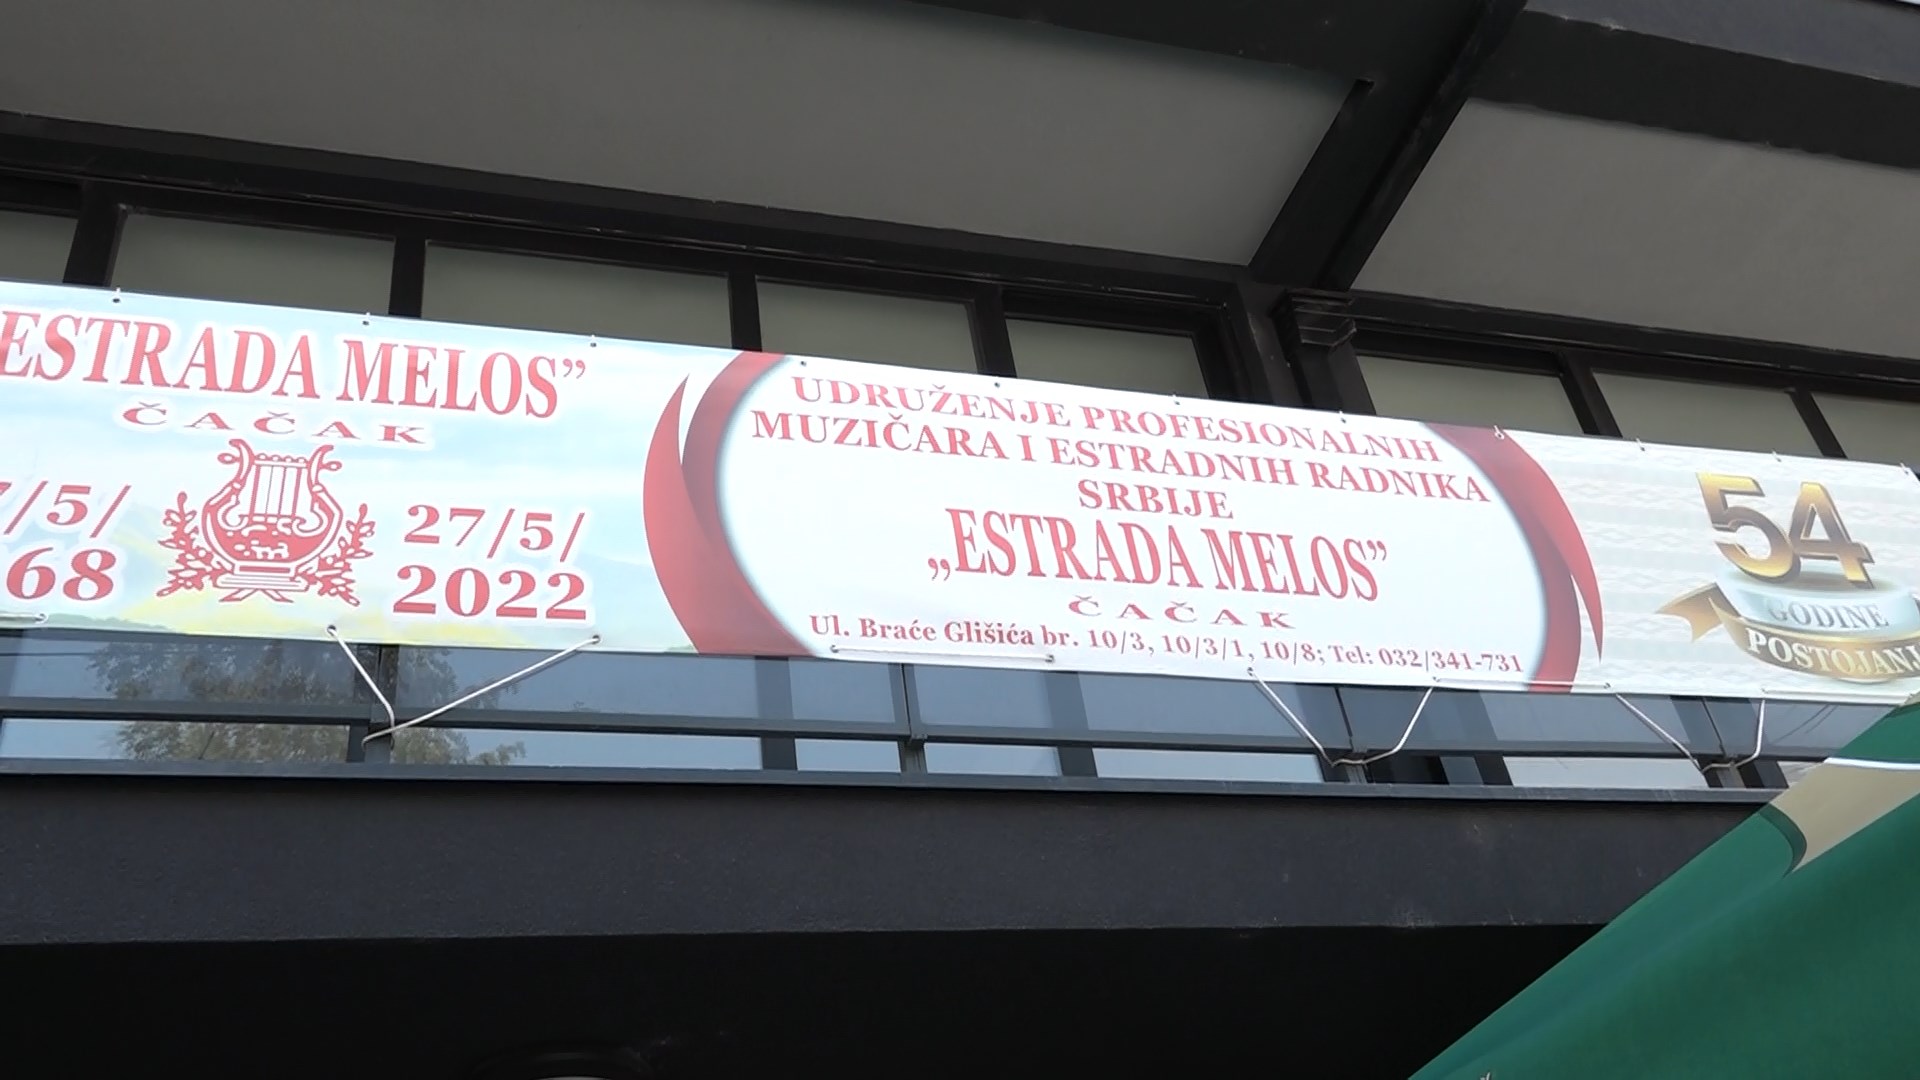 ESTRADA MELOS”
ČAČAK
/5/
68
27/5/
2022
UDRUŽENJE PROFESIONALNIH
MUZIČARA I ESTRADNIH RADNIKA
SRBIJE
„ESTRADA MELOS”
ČAČAK
Ul. Braće Glišića br. 10/3, 10/3/1, 10/8; Tel: 032/341-731
54
GODINE
POSTOJANJ